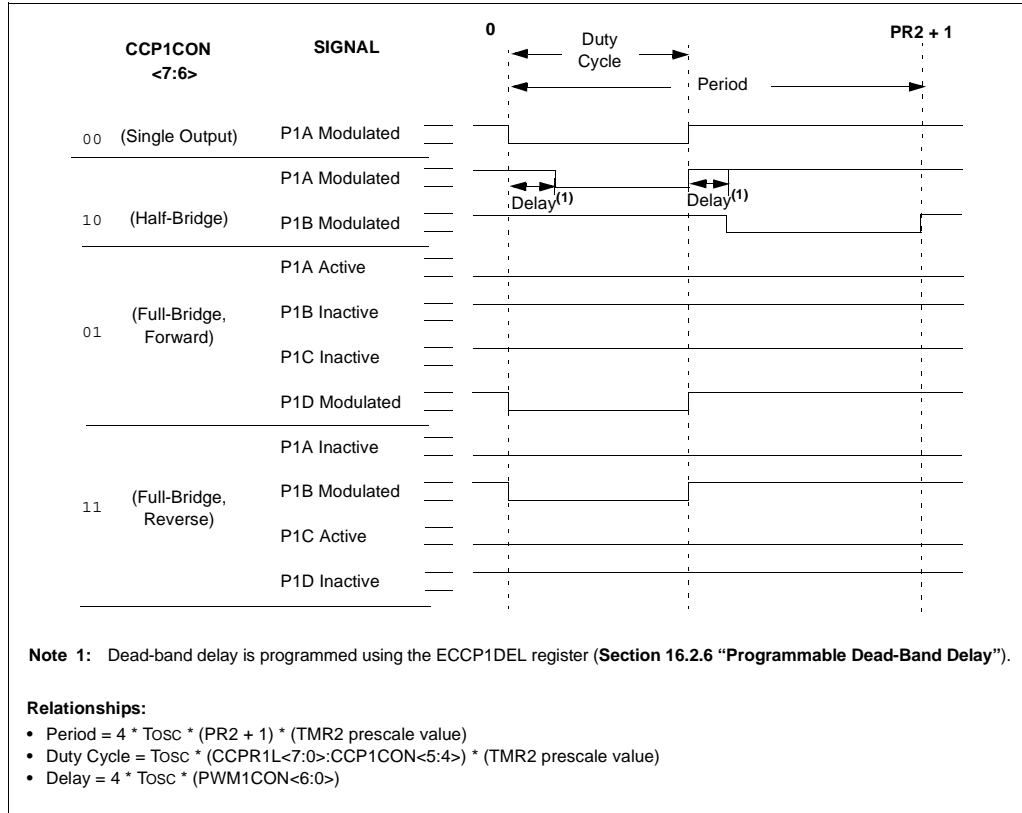 0
PR2 + 1
CCP1CON
<7:6>
SIGNAL
Duty
Cycle
Period
00 (Single Output) P1A Modulated
P1A Modulated
Delay(1) Delay(1)
10 (Half-Bridge) P1B Modulated
P1A Active
01 (Full-Bridge,
Forward)
P1B Inactive
P1C Inactive
P1D Modulated
P1A Inactive
11 (Full-Bridge,
Reverse)
P1B Modulated
P1C Active
P1D Inactive
Note 1: Dead-band delay is programmed using the ECCP1DEL register (Section 16.2.6 “Programmable Dead-Band Delay”).
Relationships:
• Period = 4 * TOSC * (PR2 + 1) * (TMR2 prescale value)
• Duty Cycle = TOSC * (CCPR1L<7:0>:CCP1CON<5:4>) * (TMR2 prescale value)
• Delay = 4 * TOSC * (PWM1CON<6:0>)